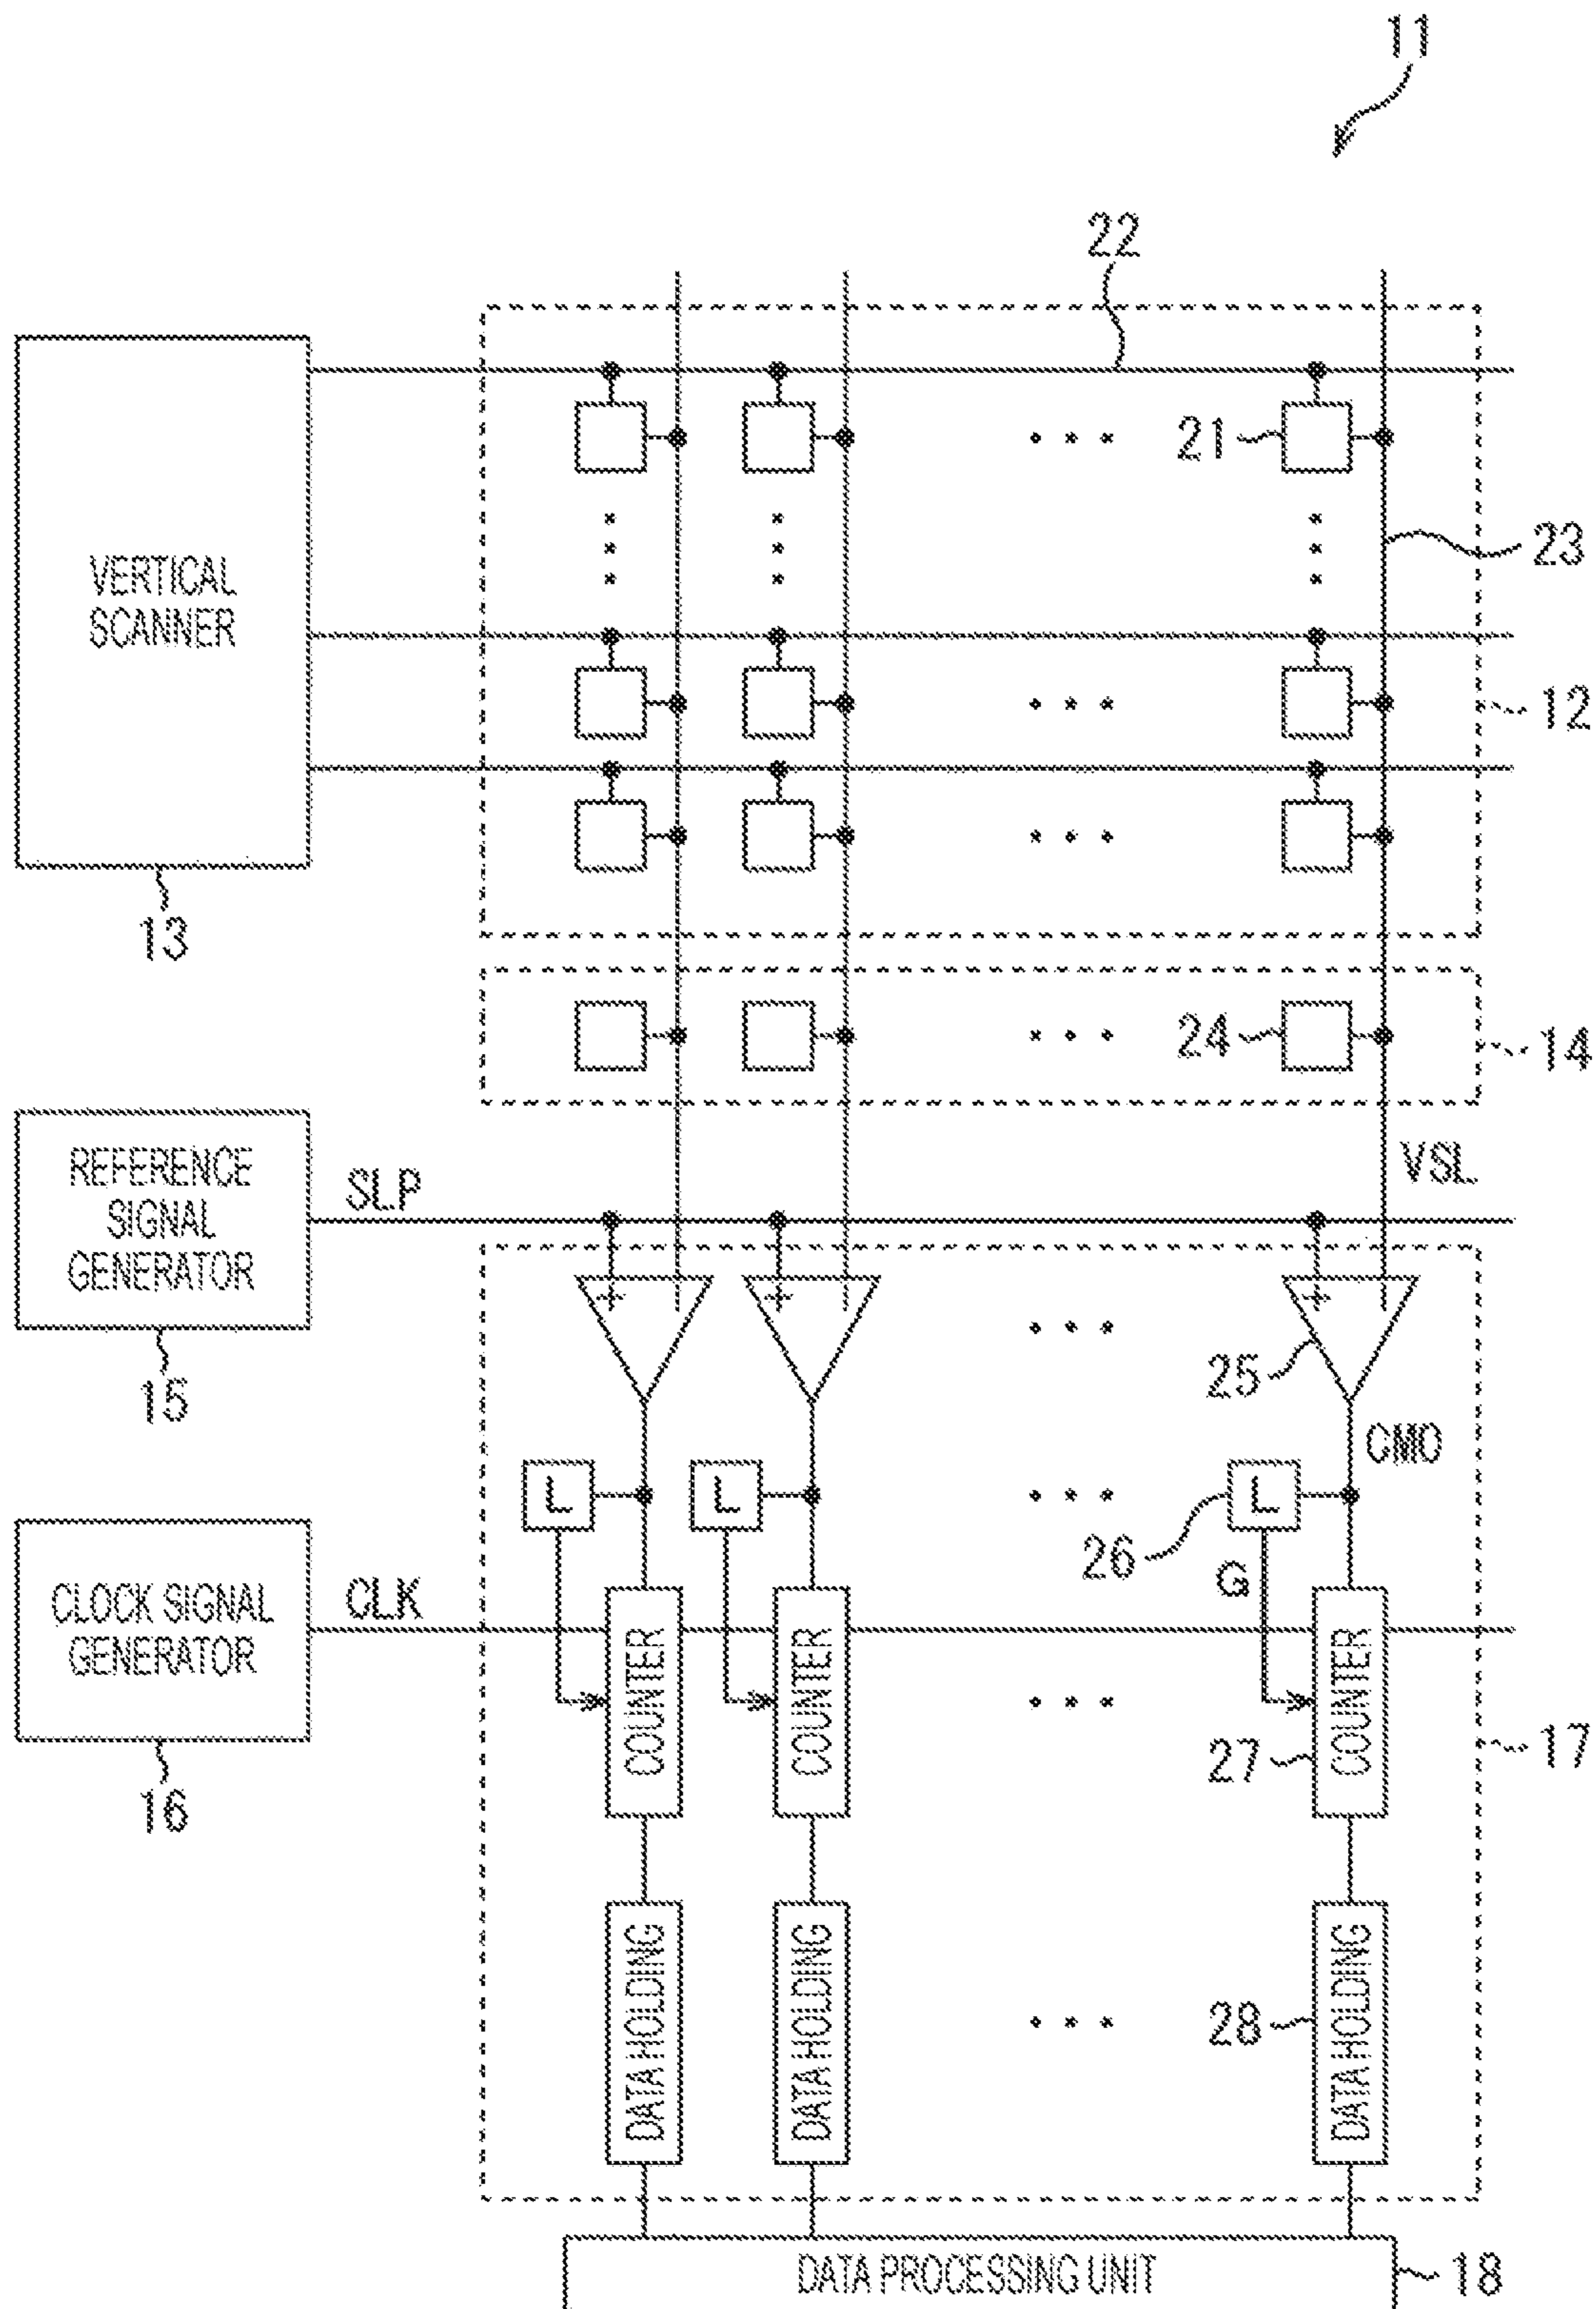 11
22
21
23
VERTICAL
SCANNER
12
13
24
14
REFERENCE
SIGNAL
GENERATOR
SLP
VSL
+
+
+
25
15
CMO
L
L
L
26
G
CLOCK SIGNAL
GENERATOR
CLK
COUNTER
COUNTER
COUNTER
27
17
16
DATA HOLDING
DATA HOLDING
DATA HOLDING
28
DATA PROCESSING UNIT
18